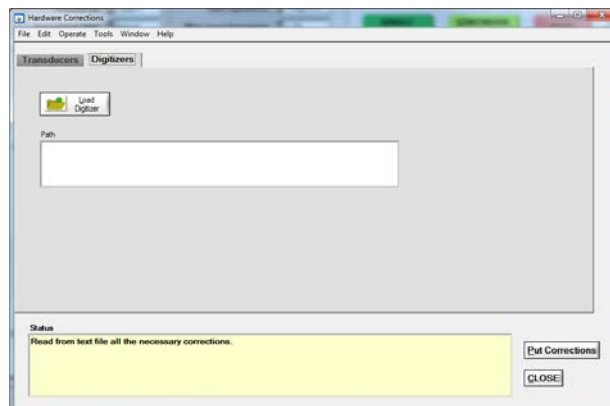 Hardware Corrections
File Edit Operate Tools Window Help
Transducers Digitizers
Load
Digitizer
Path
Status
Read from text file all the necessary corrections.
Put Corrections
CLOSE